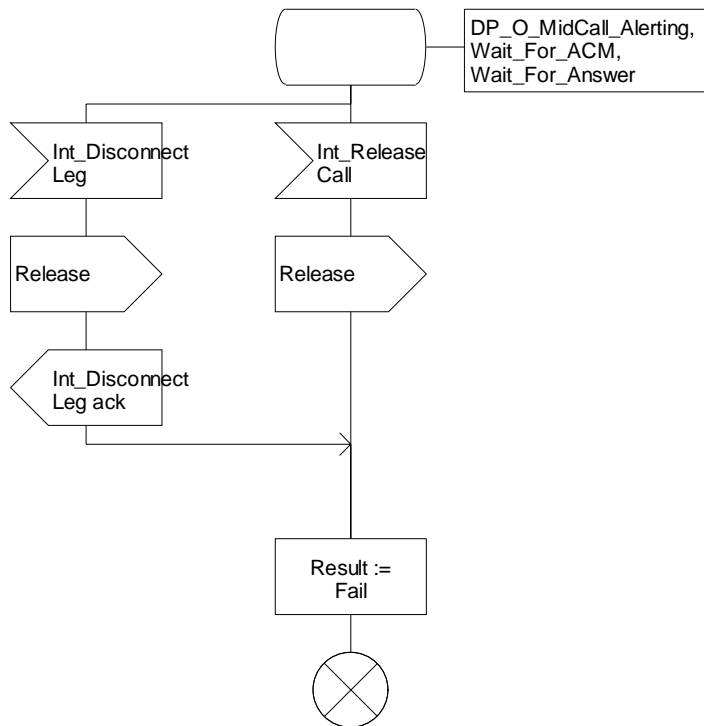 DP_O_MidCall_Alerting,
Wait_For_ACM,
Wait_For_Answer
Int_Disconnect
Leg
Int_Release
Call
Release
Release
Int_Disconnect
Leg ack
Result :=
Fail